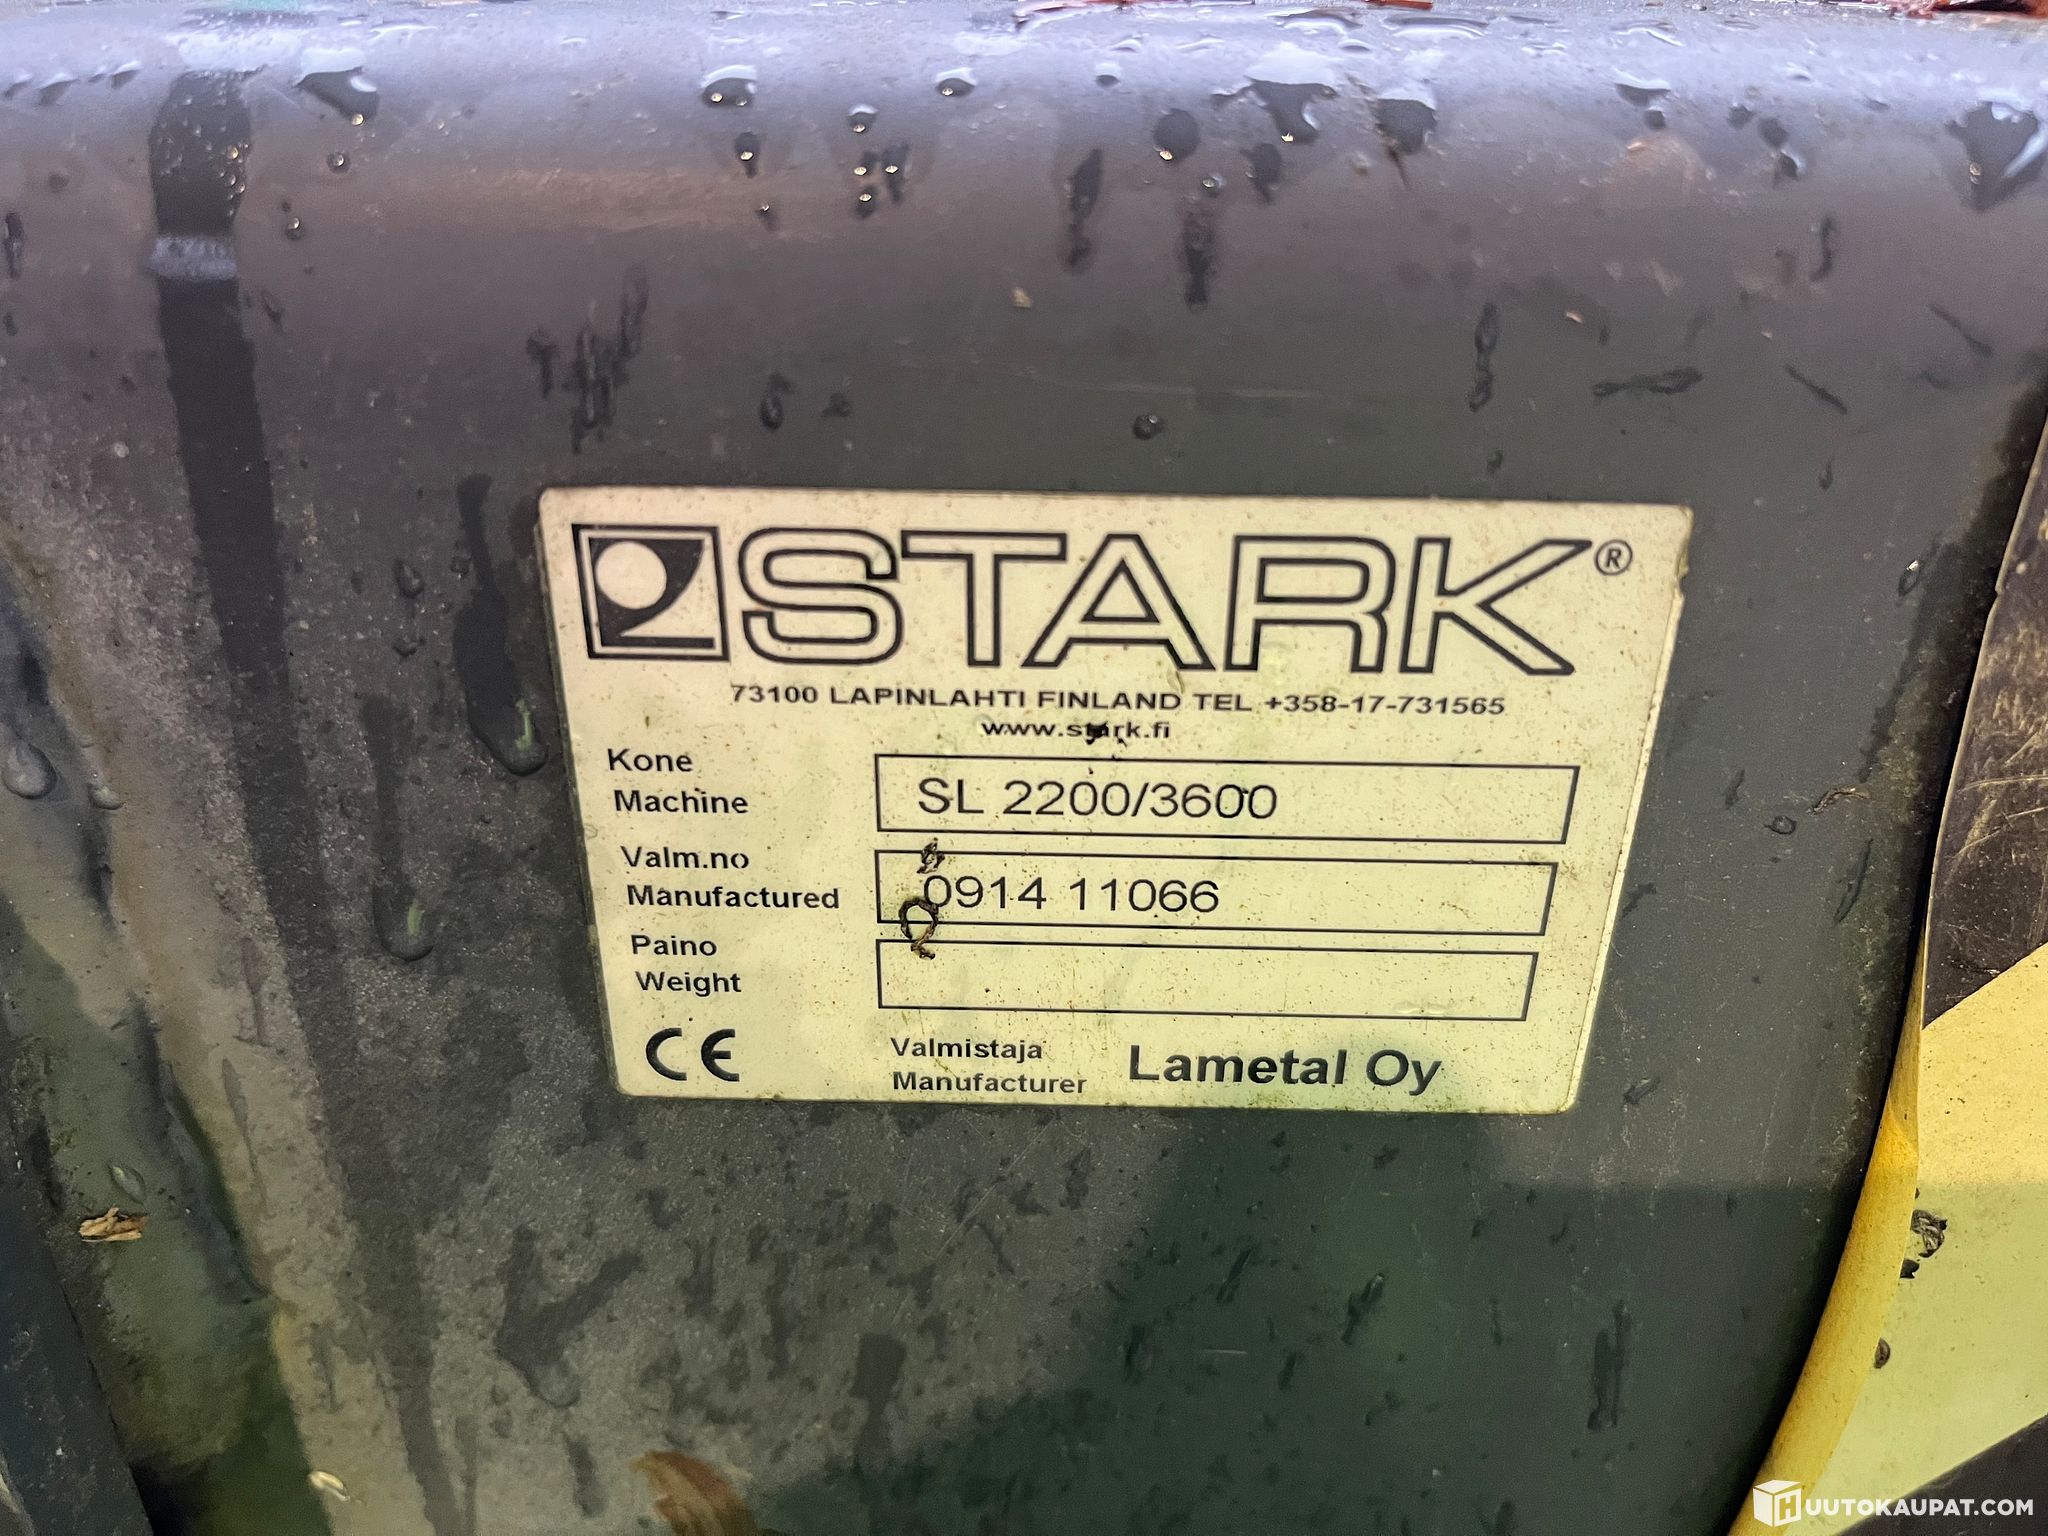 STARK®
73100 LAPINLAHTI FINLAND TEL +358-17-731565
www.stark.fi
Kone
Machine
SL 2200/3600
Valm.no
Manufactured
0914 11066
Paino
Weight
CE
Valmistaja
Manufacturer
Lametal Oy
HUUTOKAUPAT.COM